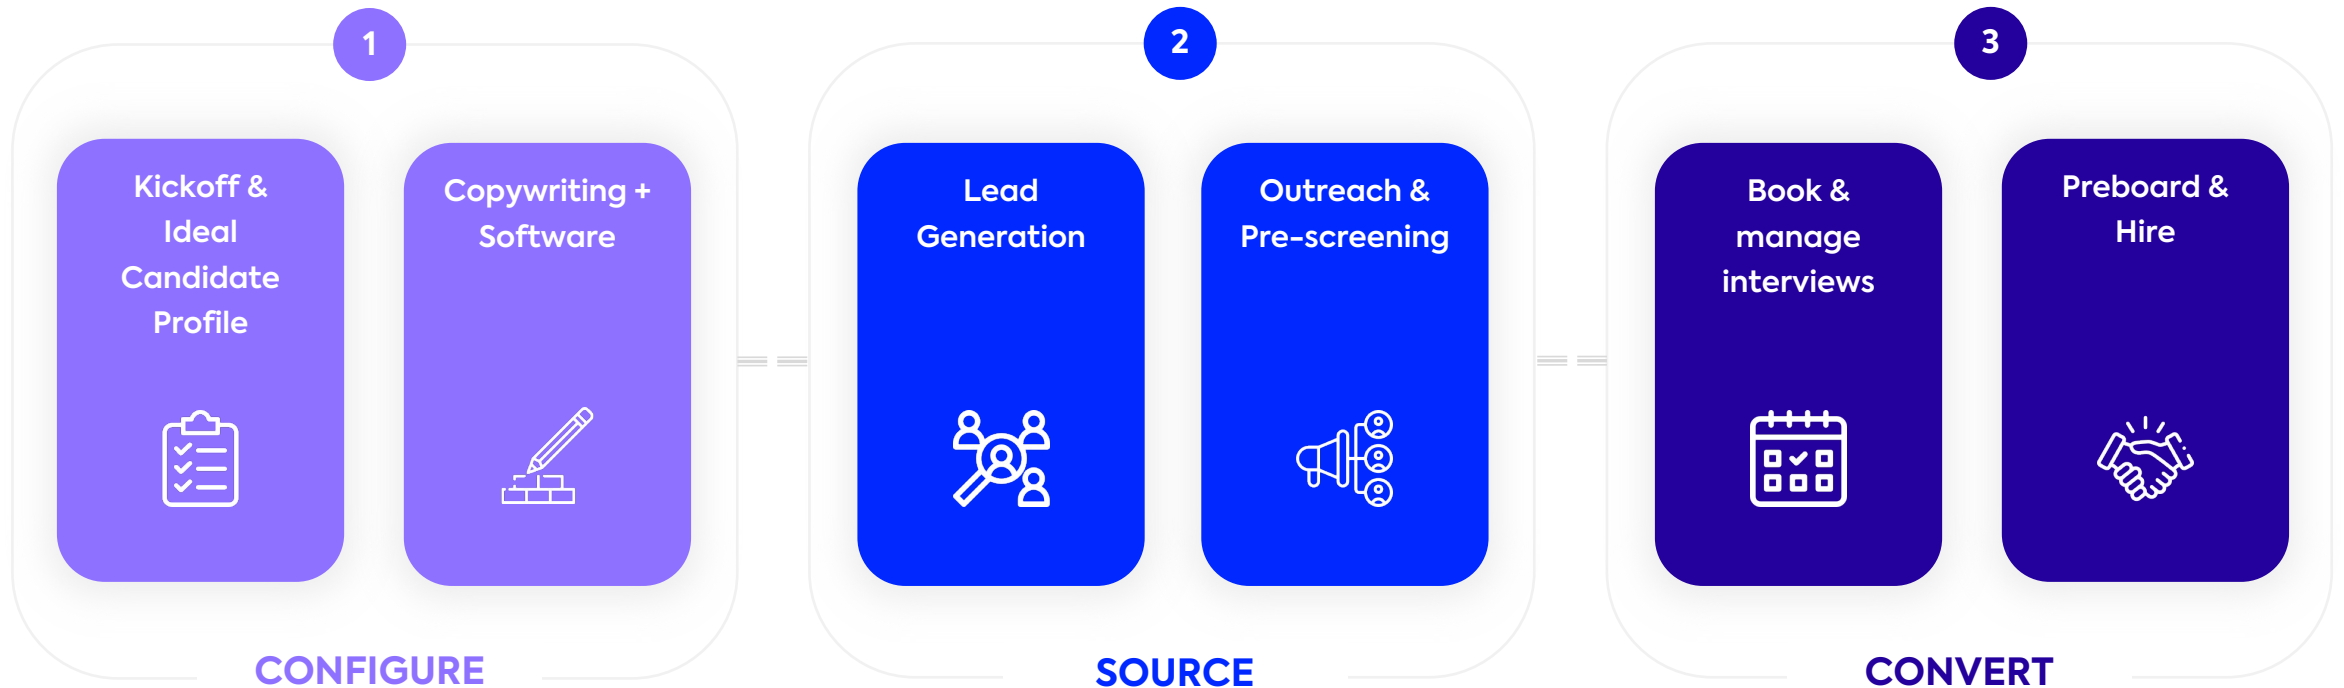 1
Kickoff &
Ideal
Candidate
Profile
Copywriting +
Software
CONFIGURE
2
Lead
Generation
Outreach &
Pre-screening
SOURCE
3
Book &
manage
interviews
Preboard &
Hire
CONVERT